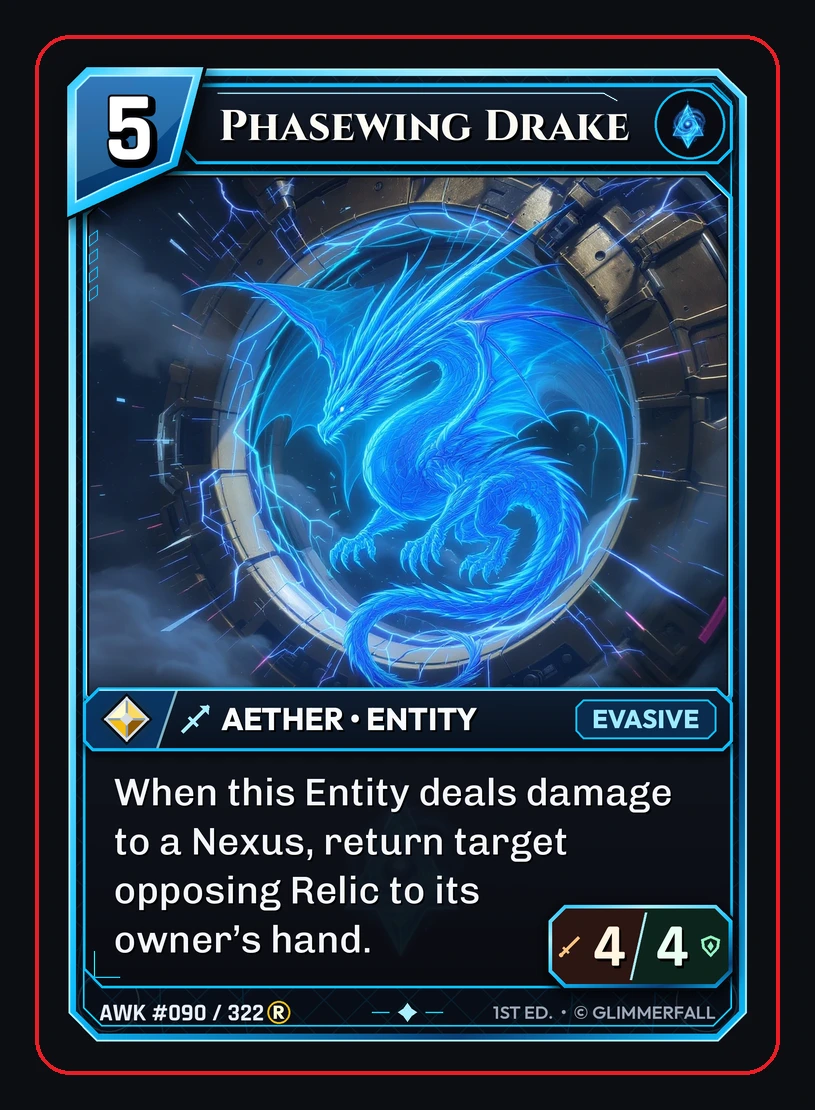 5
PHASEWING DRAKE
AETHER • ENTITY
EVASIVE
When this Entity deals damage
to a Nexus, return target
opposing Relic to its
owner’s hand.
4 / 4
AWK #090 / 322 R
1ST ED. • © GLIMMERFALL